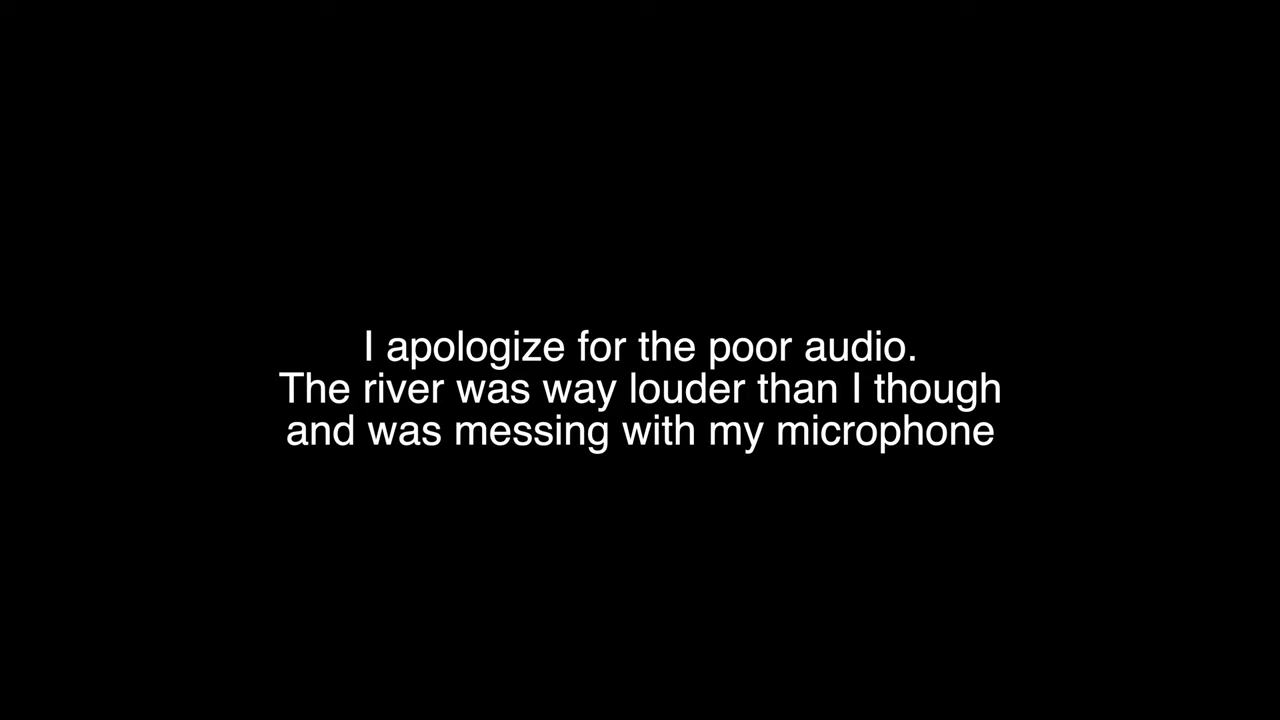 I apologize for the poor audio.
The river was way louder than I though
and was messing with my microphone